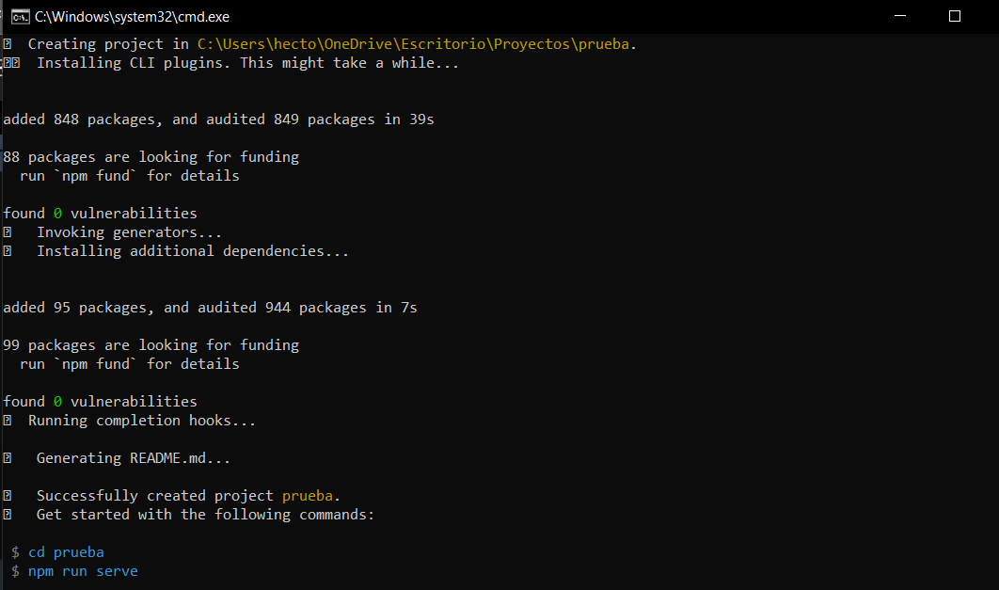 C:\Windows\system32\cmd.exe
Creating project in C:\Users\hecto\OneDrive\Escritorio\Proyectos\prueba.
Installing CLI plugins. This might take a while...
added 848 packages, and audited 849 packages in 39s
88 packages are looking for funding
run `npm fund` for details
found 0 vulnerabilities
Invoking generators...
Installing additional dependencies...
added 95 packages, and audited 944 packages in 7s
99 packages are looking for funding
run `npm fund` for details
found 0 vulnerabilities
Running completion hooks...
Generating README.md...
Successfully created project prueba.
Get started with the following commands:
$ cd prueba
$ npm run serve